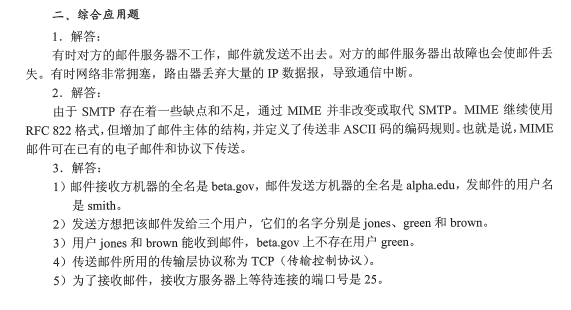 二、综合应用题
1．解答：
有时对方的邮件服务器不工作，邮件就发送不出去。对方的邮件服务器出故障也会使邮件丢
失。有时网络非常拥塞，路由器丢弃大量的 IP 数据报，导致通信中断。
2．解答：
由于 SMTP 存在着一些缺点和不足，通过 MIME 并非改变或取代 SMTP。MIME 继续使用
RFC 822 格式，但增加了邮件主体的结构，并定义了传送非 ASCII 码的编码规则。也就是说，MIME
邮件可在已有的电子邮件和协议下传送。
3．解答：
1）邮件接收方机器的全名是 beta.gov，邮件发送方机器的全名是 alpha.edu，发邮件的用户名
是 smith。
2）发送方想把该邮件发给三个用户，它们的名字分别是 jones、green 和 brown。
3）用户 jones 和 brown 能收到邮件，beta.gov 上不存在用户 green。
4）传送邮件所用的传输层协议称为 TCP（传输控制协议）。
5）为了接收邮件，接收方服务器上等待连接的端口号是 25。